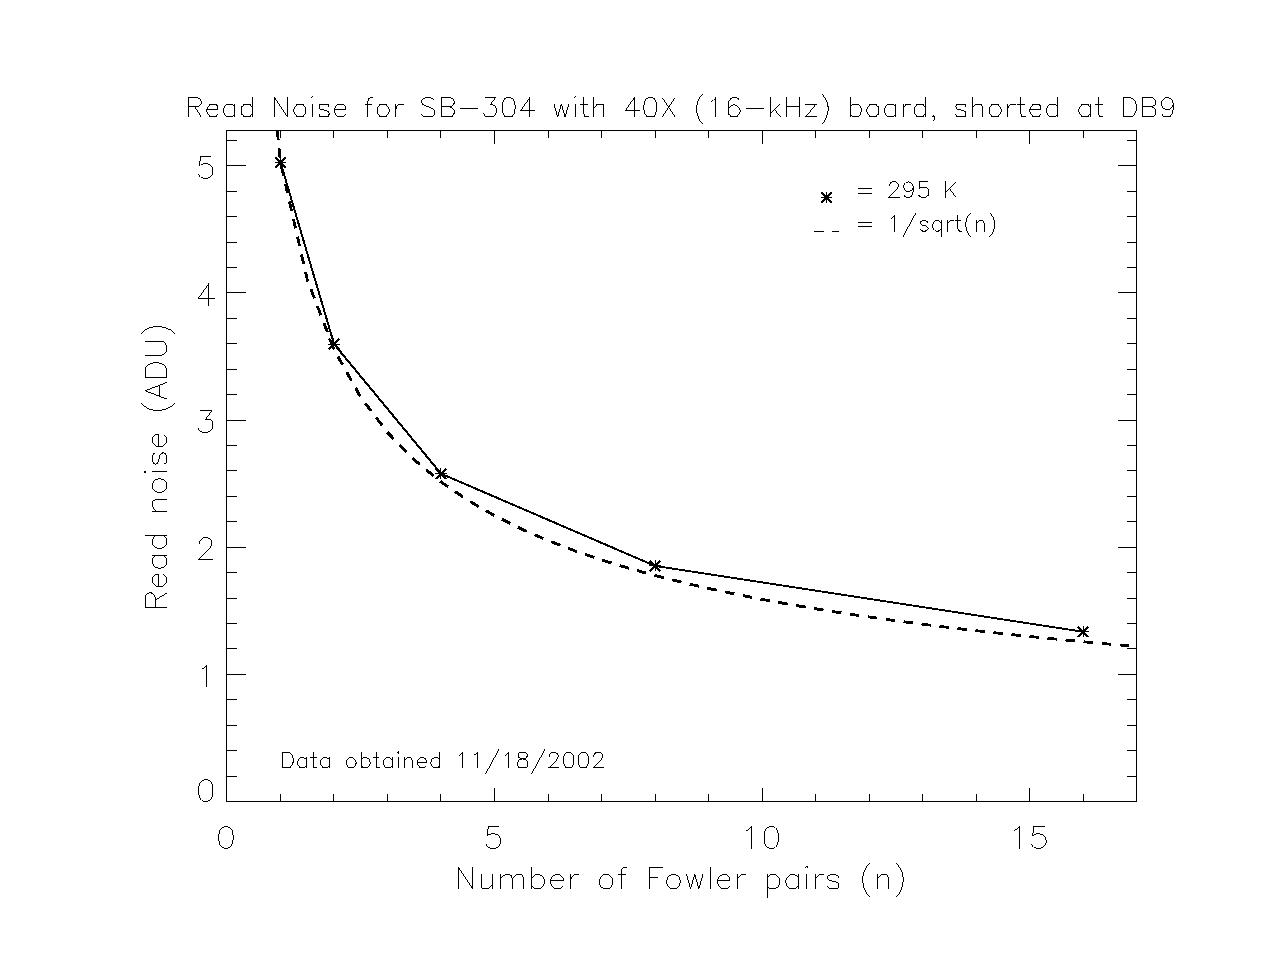 Read Noise for SB-304 with 40X (16-kHz) board, shorted at DB9
5
* = 295 K
-- = 1/sqrt(n)
4
3
2
1
0
Read noise (ADU)
Data obtained 11/18/2002
0 5 10 15
Number of Fowler pairs (n)